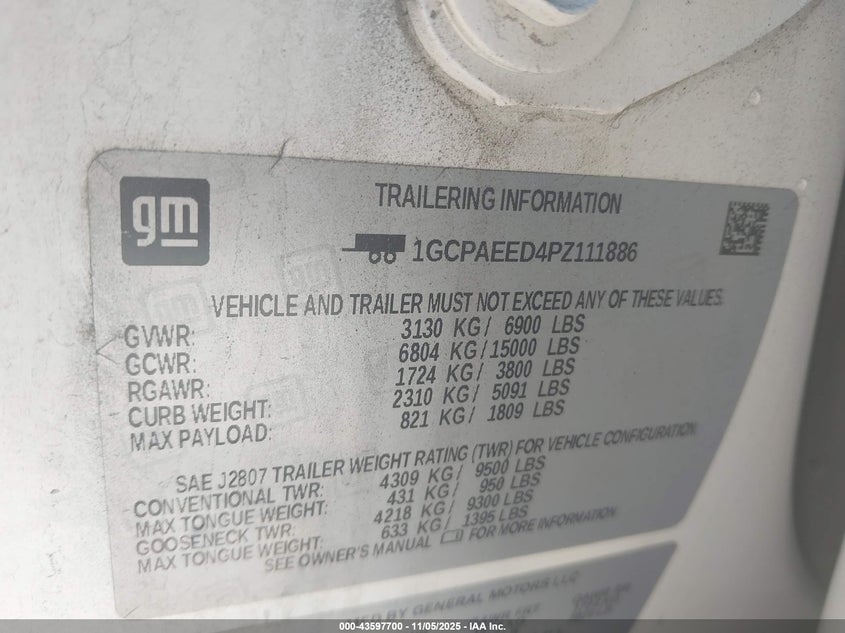 gm
TRAILERING INFORMATION
1GCPAEED4PZ111886
VEHICLE AND TRAILER MUST NOT EXCEED ANY OF THESE VALUES.
GVWR: 3130 KG/ 6900 LBS
GCWR: 6804 KG/15000 LBS
RGAWR: 1724 KG/ 3800 LBS
CURB WEIGHT: 2310 KG/ 5091 LBS
MAX PAYLOAD: 821 KG/ 1809 LBS
SAE J2807 TRAILER WEIGHT RATING (TWR) FOR VEHICLE CONFIGURATION
CONVENTIONAL TWR: 4309 KG/ 9500 LBS
MAX TONGUE WEIGHT: 431 KG/ 950 LBS
GOOSENECK TWR: 4218 KG/ 9300 LBS
MAX TONGUE WEIGHT: 633 KG/ 1395 LBS
SEE OWNER'S MANUAL FOR MORE INFORMATION
BY GENERAL MOTORS LLC
000-43597700 - 11/05/2025 - IAA Inc.